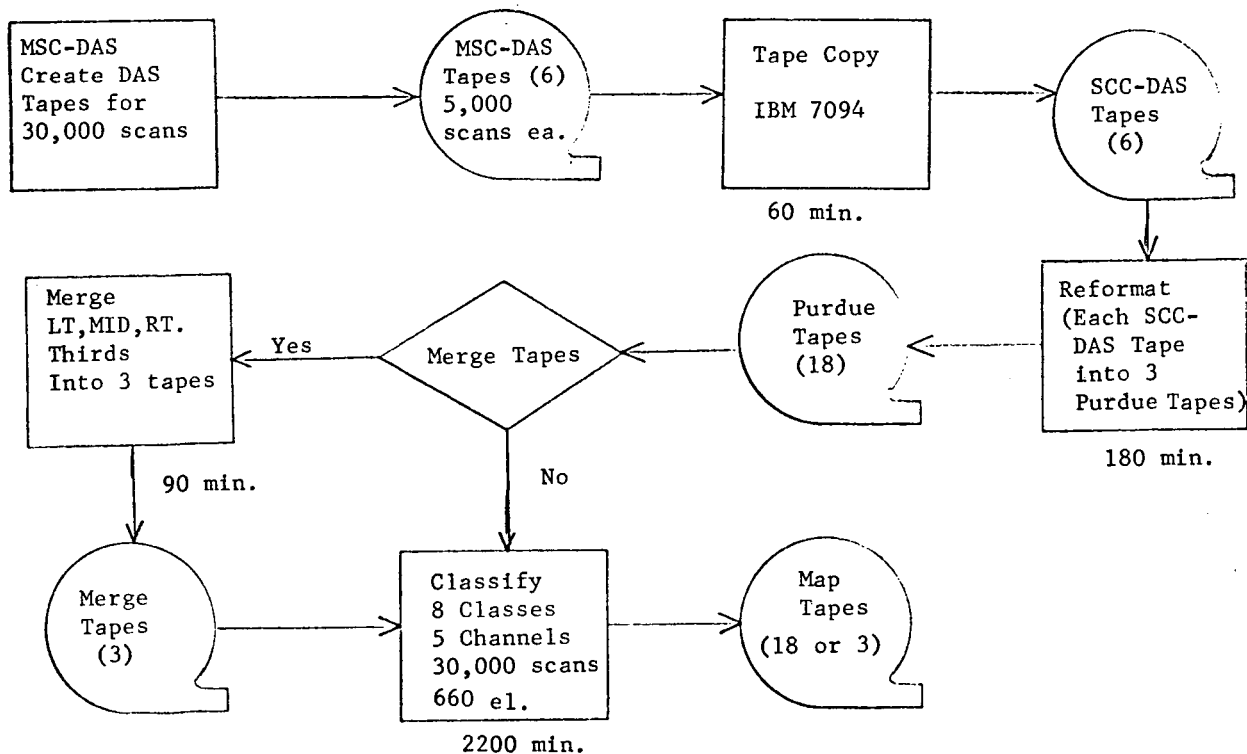 MSC-DAS
Create DAS
Tapes for
30,000 scans
MSC-DAS
Tapes (6)
5,000
scans ea.
Tape Copy
IBM 7094
60 min.
SCC-DAS
Tapes
(6)
Reformat
(Each SCC-
DAS Tape
into 3
Purdue Tapes)
180 min.
Purdue
Tapes
(18)
Merge Tapes
Yes
No
Merge
LT,MID,RT.
Thirds
Into 3 tapes
90 min.
Merge
Tapes
(3)
Classify
8 Classes
5 Channels
30,000 scans
660 el.
2200 min.
Map
Tapes
(18 or 3)